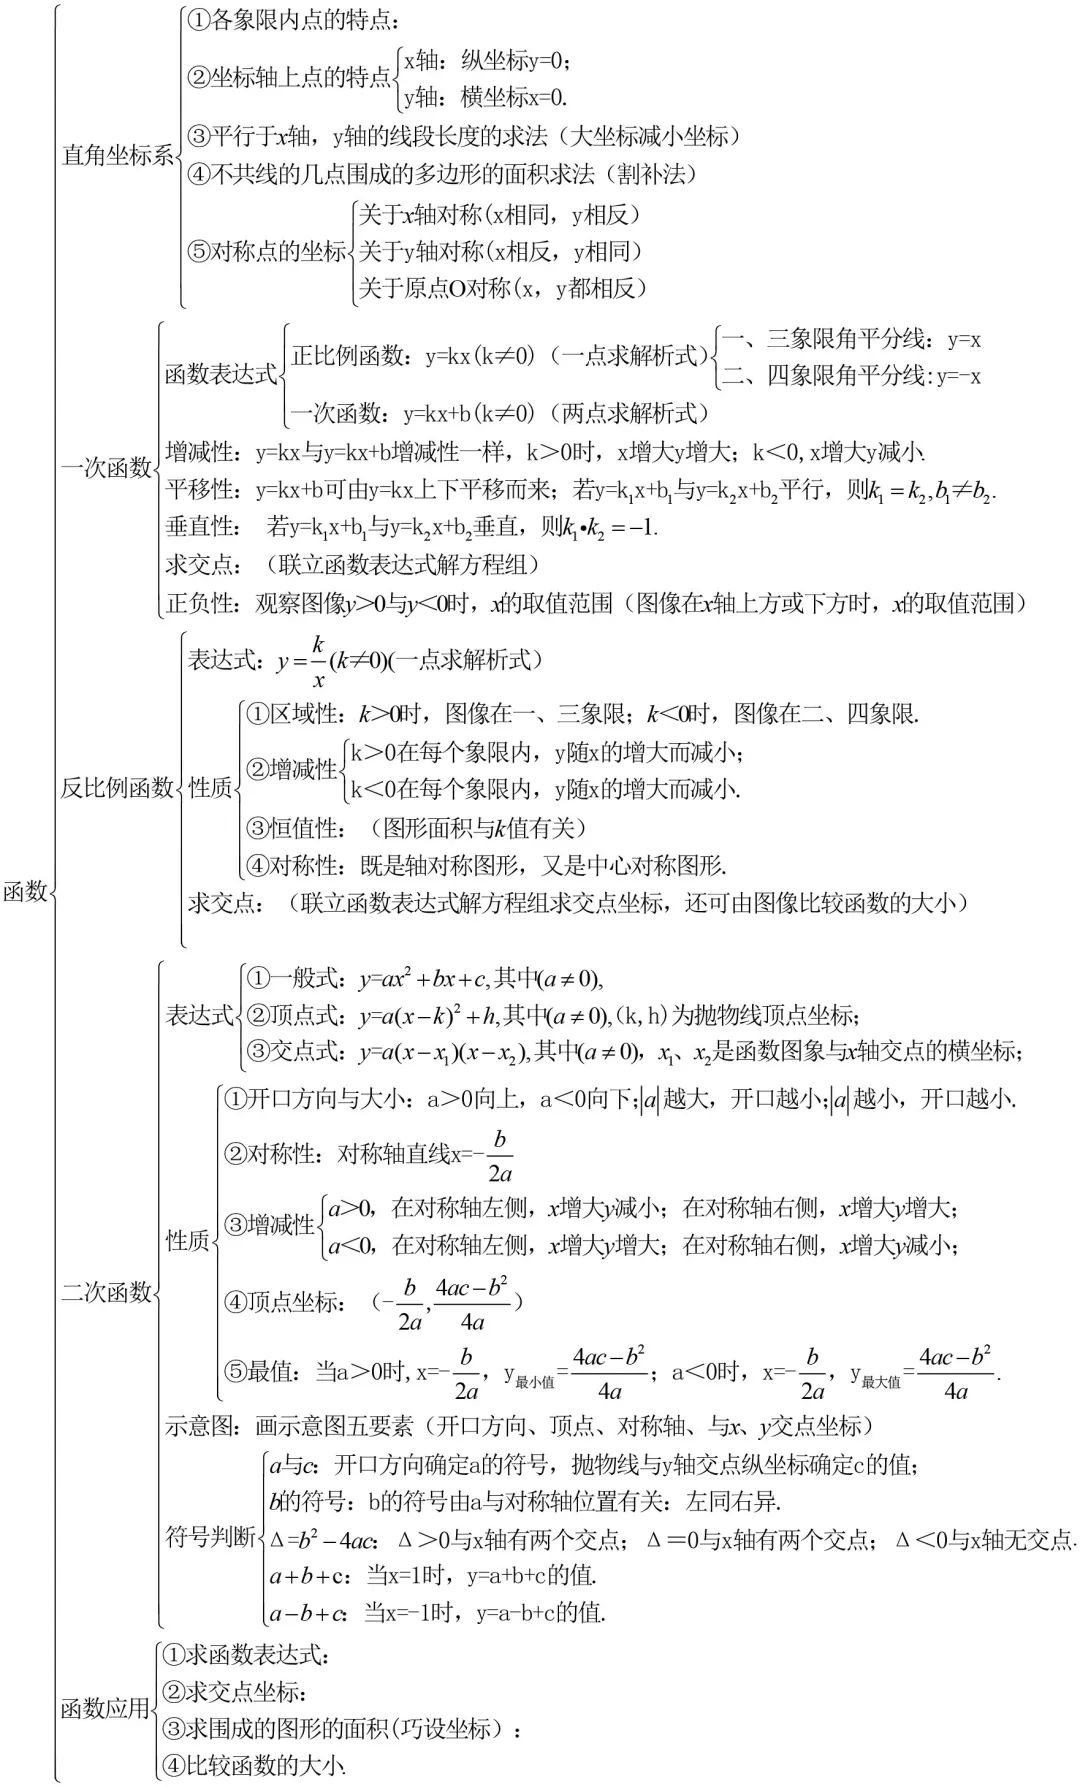 函数
直角坐标系
①各象限内点的特点：
②坐标轴上点的特点
x轴：纵坐标y=0；
y轴：横坐标x=0.
③平行于x轴，y轴的线段长度的求法（大坐标减小坐标）
④不共线的几点围成的多边形的面积求法（割补法）
⑤对称点的坐标
关于x轴对称(x相同，y相反）
关于y轴对称(x相反，y相同）
关于原点O对称(x，y都相反）
一次函数
函数表达式
正比例函数：y=kx(k≠0)（一点求解析式）
一、三象限角平分线：y=x
二、四象限角平分线:y=-x
一次函数：y=kx+b(k≠0)（两点求解析式）
增减性：y=kx与y=kx+b增减性一样，k＞0时，x增大y增大；k＜0,x增大y减小.
平移性：y=kx+b可由y=kx上下平移而来；若y=k₁x+b₁与y=k₂x+b₂平行，则k₁=k₂,b₁≠b₂.
垂直性： 若y=k₁x+b₁与y=k₂x+b₂垂直，则k₁•k₂=-1.
求交点：（联立函数表达式解方程组）
正负性：观察图像y>0与y<0时，x的取值范围（图像在x轴上方或下方时，x的取值范围）
反比例函数
表达式：y=k/x(k≠0)(一点求解析式）
性质
①区域性：k>0时，图像在一、三象限；k<0时，图像在二、四象限.
②增减性
k＞0在每个象限内，y随x的增大而减小；
k＜0在每个象限内，y随x的增大而减小.
③恒值性：（图形面积与k值有关）
④对称性：既是轴对称图形，又是中心对称图形.
求交点：（联立函数表达式解方程组求交点坐标，还可由图像比较函数的大小）
二次函数
表达式
①一般式：y=ax²+bx+c,其中(a≠0),
②顶点式：y=a(x-k)²+h,其中(a≠0),(k,h)为抛物线顶点坐标；
③交点式：y=a(x-x₁)(x-x₂),其中(a≠0)，x₁、x₂是函数图象与x轴交点的横坐标；
性质
①开口方向与大小：a＞0向上，a＜0向下;|a|越大，开口越小;|a|越小，开口越小.
②对称性：对称轴直线x=-b/2a
③增减性
a>0，在对称轴左侧，x增大y减小；在对称轴右侧，x增大y增大；
a<0，在对称轴左侧，x增大y增大；在对称轴右侧，x增大y减小；
④顶点坐标：（-b/2a,(4ac-b²)/4a）
⑤最值：当a＞0时,x=-b/2a，y最小值=(4ac-b²)/4a；a＜0时，x=-b/2a，y最大值=(4ac-b²)/4a.
示意图：画示意图五要素（开口方向、顶点、对称轴、与x、y交点坐标）
符号判断
a与c：开口方向确定a的符号，抛物线与y轴交点纵坐标确定c的值；
b的符号：b的符号由a与对称轴位置有关：左同右异.
Δ=b²-4ac：Δ＞0与x轴有两个交点；Δ＝0与x轴有两个交点；Δ＜0与x轴无交点.
a+b+c：当x=1时，y=a+b+c的值.
a-b+c：当x=-1时，y=a-b+c的值.
函数应用
①求函数表达式：
②求交点坐标：
③求围成的图形的面积(巧设坐标）：
④比较函数的大小.